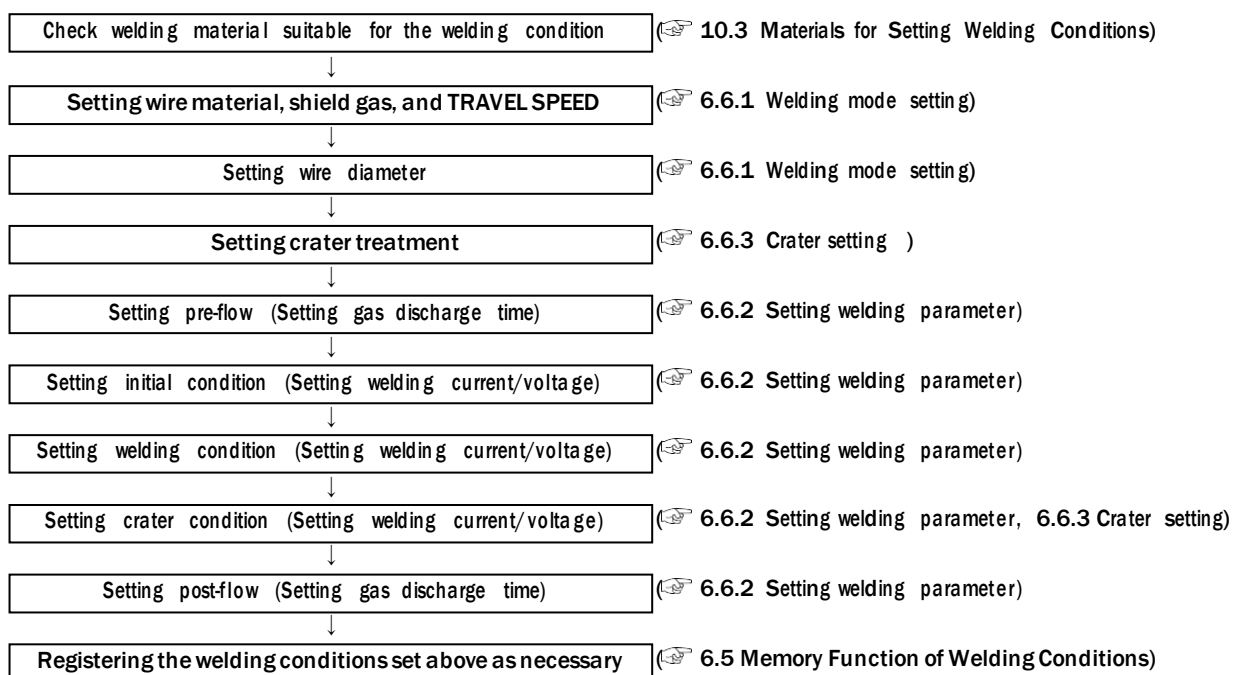 Check welding material suitable for the welding condition (☞ 10.3 Materials for Setting Welding Conditions)
↓
Setting wire material, shield gas, and TRAVEL SPEED (☞ 6.6.1 Welding mode setting)
↓
Setting wire diameter (☞ 6.6.1 Welding mode setting)
↓
Setting crater treatment (☞ 6.6.3 Crater setting )
↓
Setting pre-flow (Setting gas discharge time) (☞ 6.6.2 Setting welding parameter)
↓
Setting initial condition (Setting welding current/voltage) (☞ 6.6.2 Setting welding parameter)
↓
Setting welding condition (Setting welding current/voltage) (☞ 6.6.2 Setting welding parameter)
↓
Setting crater condition (Setting welding current/voltage) (☞ 6.6.2 Setting welding parameter, 6.6.3 Crater setting)
↓
Setting post-flow (Setting gas discharge time) (☞ 6.6.2 Setting welding parameter)
↓
Registering the welding conditions set above as necessary (☞ 6.5 Memory Function of Welding Conditions)